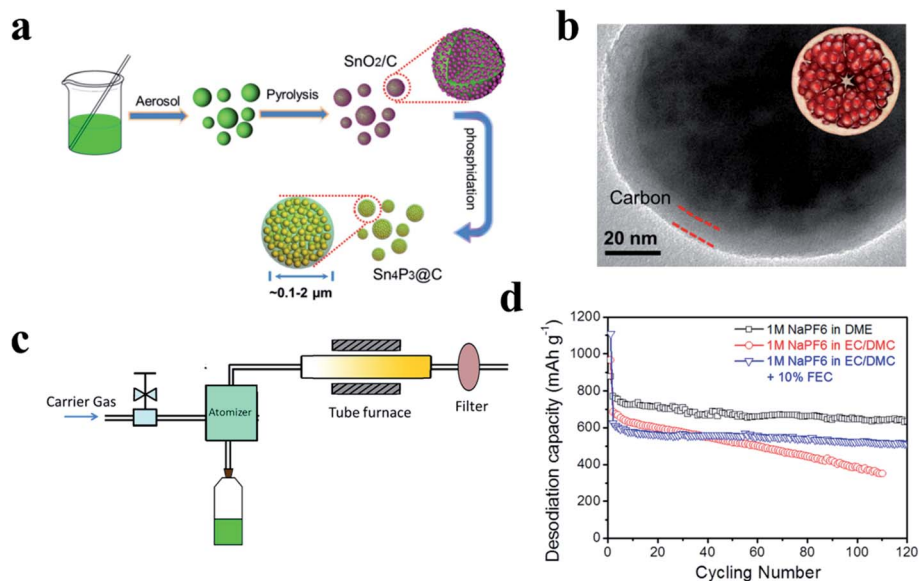 a
SnO2/C
Aerosol
Pyrolysis
phosphidation
Sn4P3@C
~0.1-2 μm
b
Carbon
20 nm
c
Carrier Gas
Atomizer
Tube furnace
Filter
d
Desodiation capacity (mAh g-1)
1200
1000
800
600
400
200
0
1M NaPF6 in DME
1M NaPF6 in EC/DMC
1M NaPF6 in EC/DMC
+ 10% FEC
0 20 40 60 80 100 120
Cycling Number